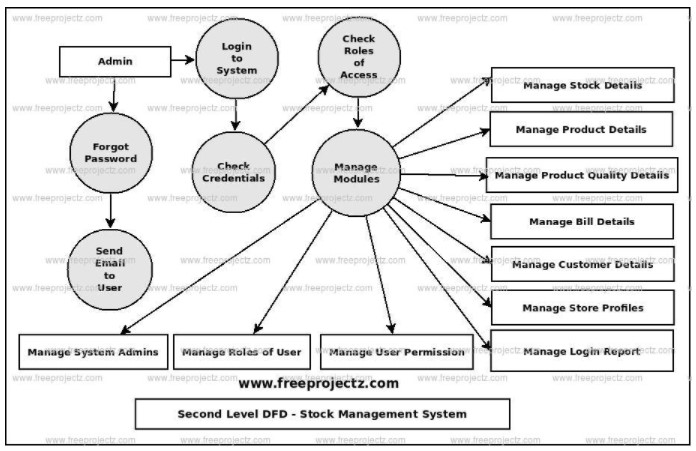 Admin
Login
to
System
Check
Roles
of
Access
Forgot
Password
Check
Credentials
Manage
Modules
Send
Email
to
User
Manage Stock Details
Manage Product Details
Manage Product Quality Details
Manage Bill Details
Manage Customer Details
Manage Store Profiles
Manage Login Report
Manage System Admins
Manage Roles of User
Manage User Permission
www.freeprojectz.com
Second Level DFD - Stock Management System